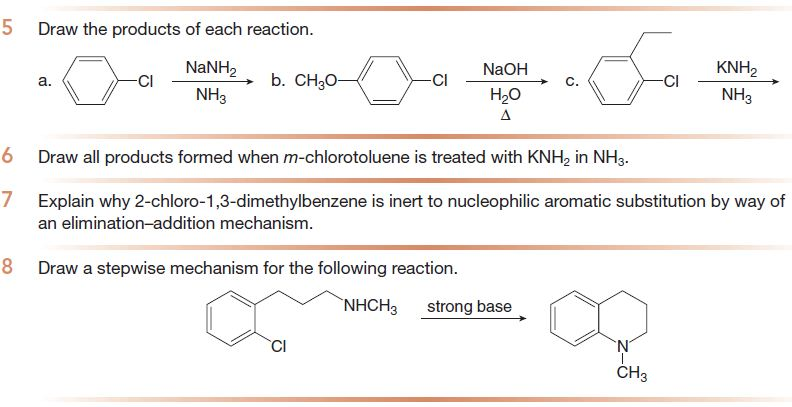 5 Draw the products of each reaction.
a. Cl NaNH2 NH3 b. CH3O Cl NaOH H2O Δ c. Cl KNH2 NH3
6 Draw all products formed when m-chlorotoluene is treated with KNH2 in NH3.
7 Explain why 2-chloro-1,3-dimethylbenzene is inert to nucleophilic aromatic substitution by way of
an elimination–addition mechanism.
8 Draw a stepwise mechanism for the following reaction.
NHCH3 strong base
Cl N
CH3